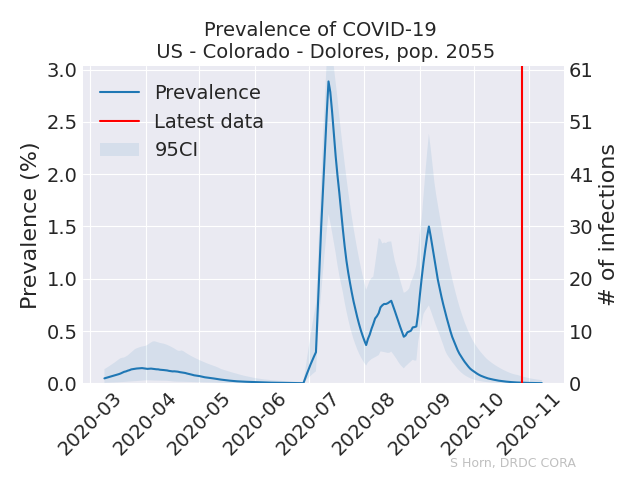 Prevalence of COVID-19
US - Colorado - Dolores, pop. 2055
Prevalence (%)
3.0
2.5
2.0
1.5
1.0
0.5
0.0
Prevalence
Latest data
95CI
61
51
41
30
20
10
0
# of infections
2020-03
2020-04
2020-05
2020-06
2020-07
2020-08
2020-09
2020-10
2020-11
S Horn, DRDC CORA